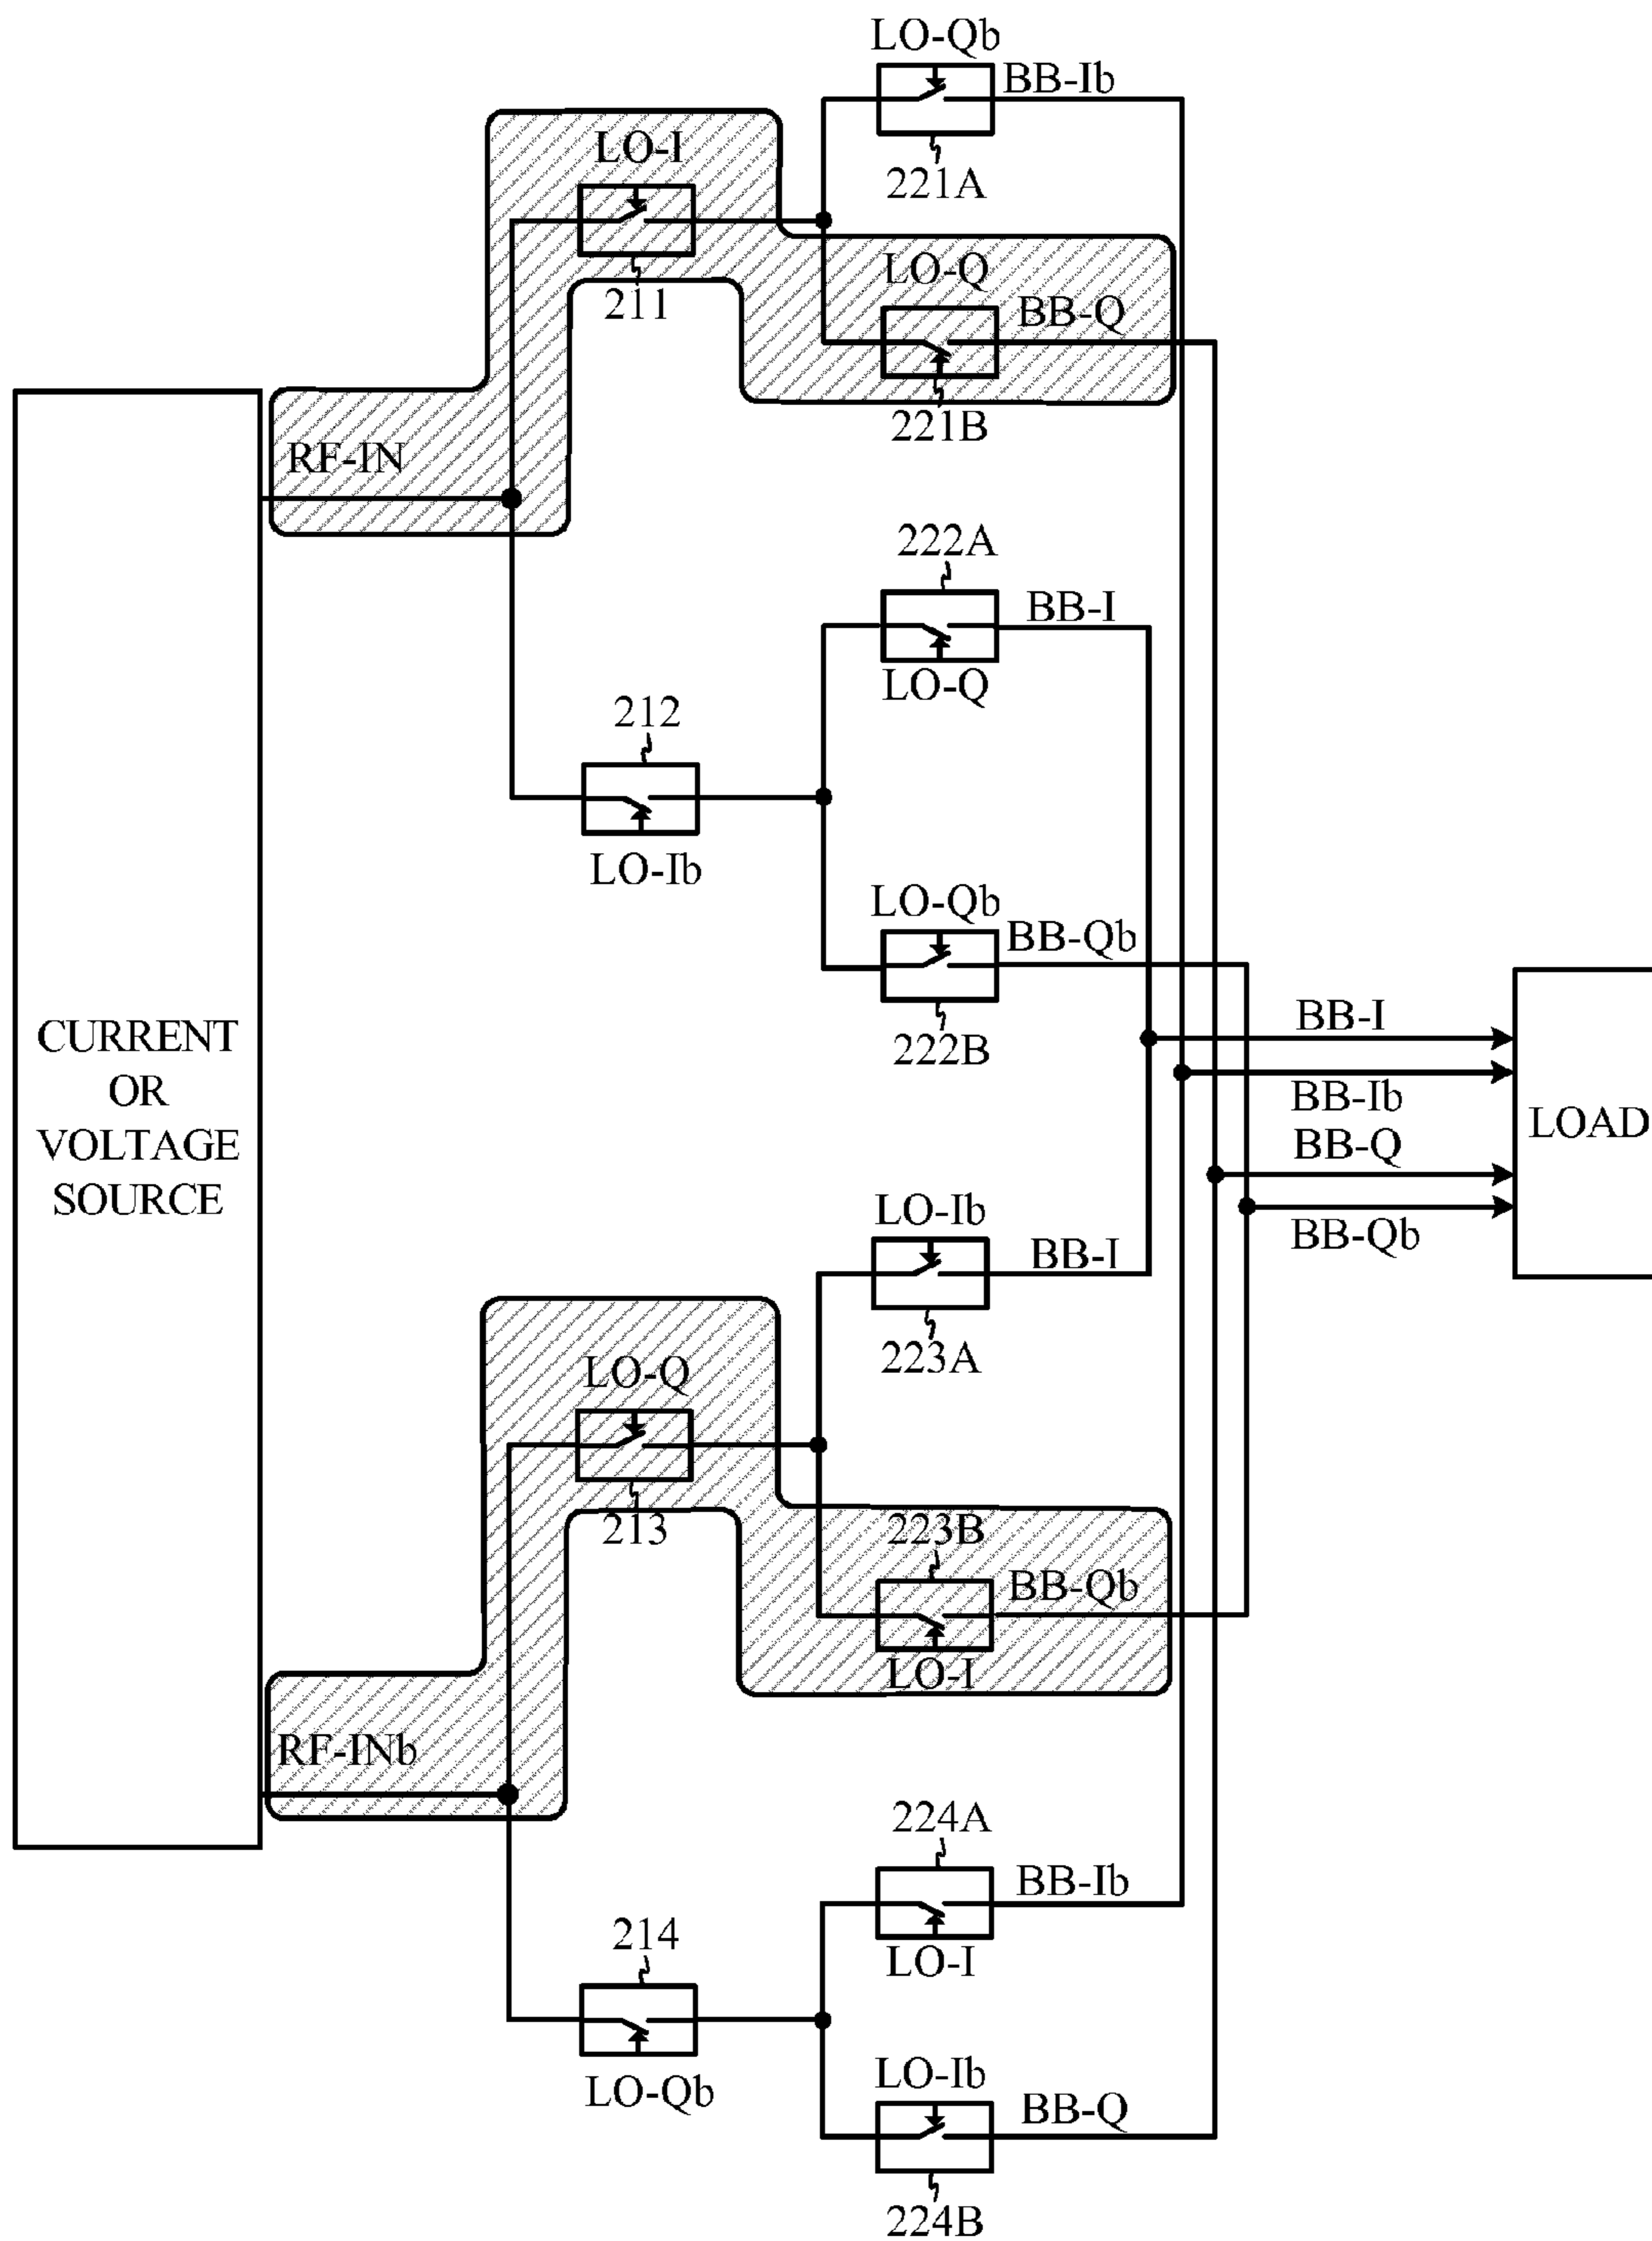 LO-Qb
BB-Ib
221A
LO-I
211
LO-Q
BB-Q
221B
RF-IN
222A
BB-I
LO-Q
212
LO-Ib
LO-Qb
BB-Qb
222B
CURRENT
OR
VOLTAGE
SOURCE
BB-I
BB-Ib
BB-Q
BB-Qb
LOAD
LO-Ib
BB-I
223A
LO-Q
213
223B
BB-Qb
LO-I
RF-INb
224A
BB-Ib
LO-I
214
LO-Qb
LO-Ib
BB-Q
224B